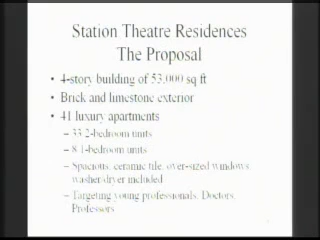 Station Theatre Residences
The Proposal
• 4-story building of 53,000 sq ft
• Brick and limestone exterior
• 41 luxury apartments
– 33 2-bedroom units
– 8 1-bedroom units
– Spacious, ceramic tile, over-sized windows,
washer/dryer included
– Targeting young professionals, Doctors,
Professors